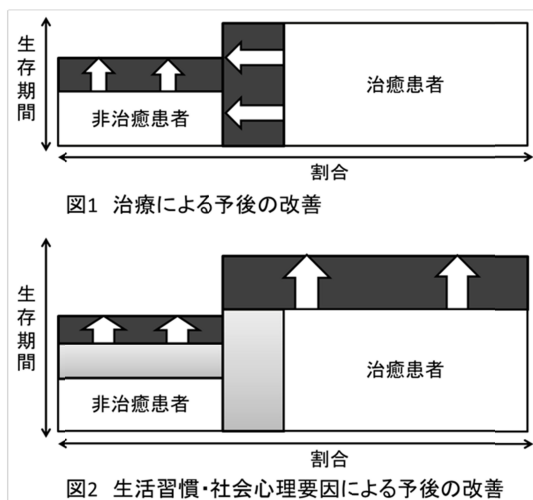 生存期間
非治癒患者
治癒患者
割合
図1 治療による予後の改善
生存期間
非治癒患者
治癒患者
割合
図2 生活習慣・社会心理要因による予後の改善